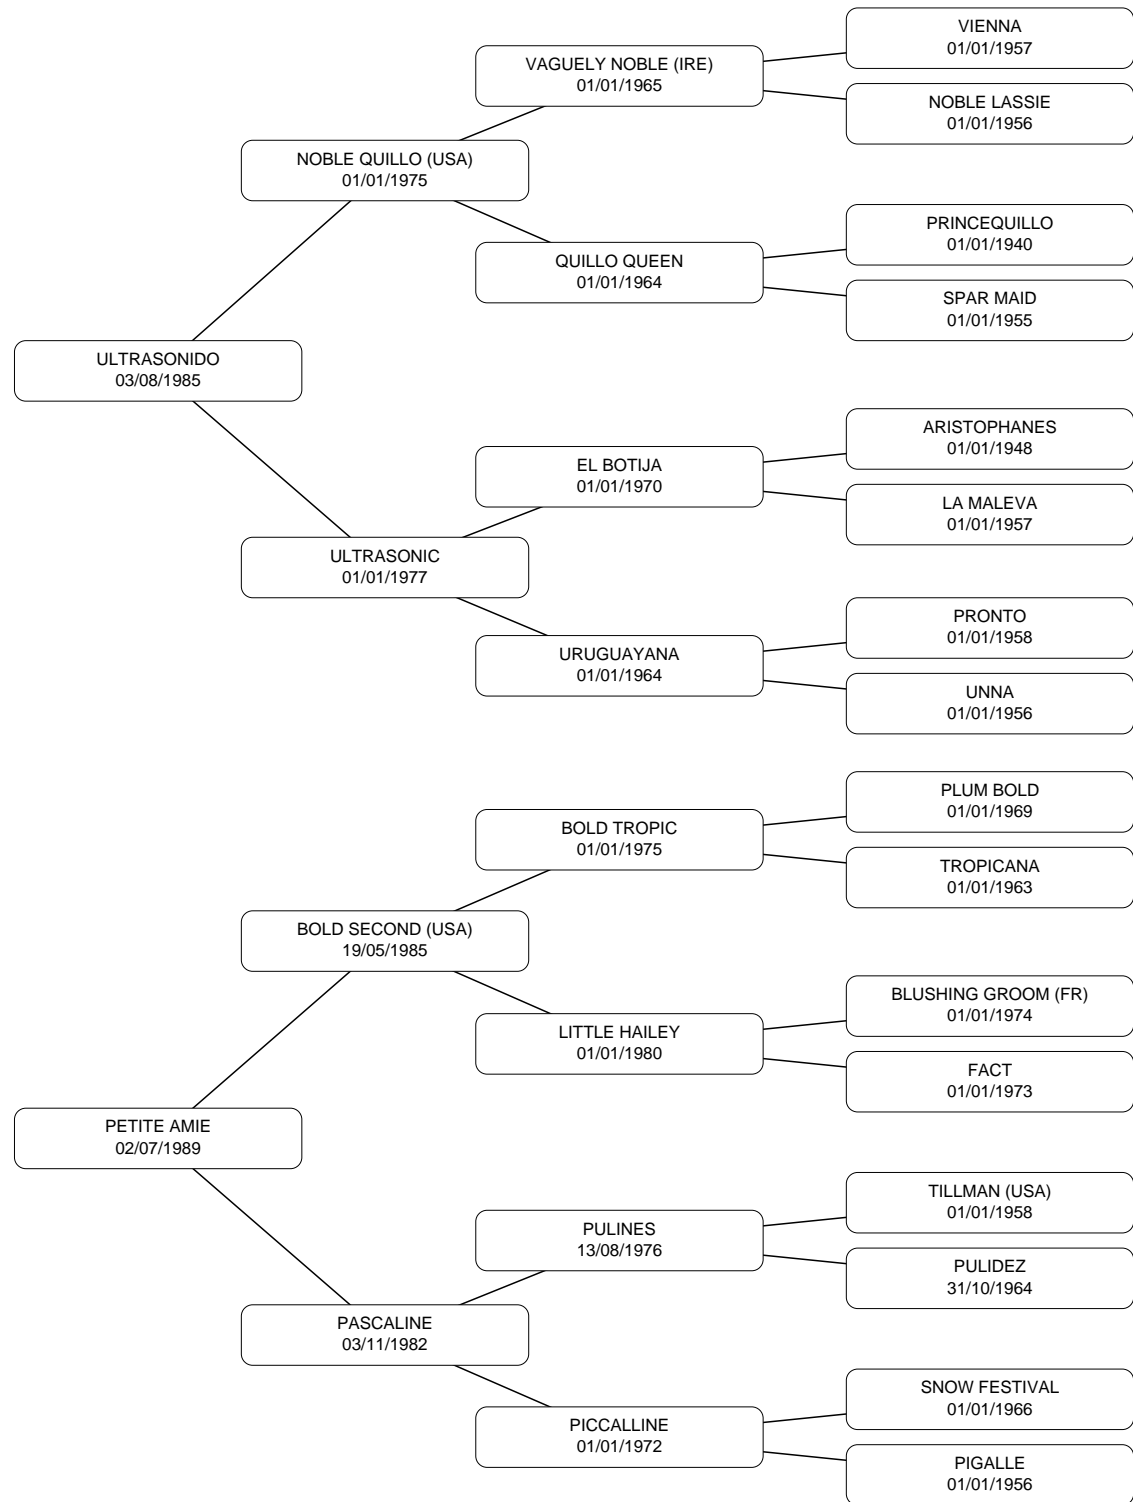 VIENNA
01/01/1957
VAGUELY NOBLE (IRE)
01/01/1965
NOBLE LASSIE
01/01/1956
NOBLE QUILLO (USA)
01/01/1975
PRINCEQUILLO
01/01/1940
QUILLO QUEEN
01/01/1964
SPAR MAID
01/01/1955
ULTRASONIDO
03/08/1985
ARISTOPHANES
01/01/1948
EL BOTIJA
01/01/1970
LA MALEVA
01/01/1957
ULTRASONIC
01/01/1977
PRONTO
01/01/1958
URUGUAYANA
01/01/1964
UNNA
01/01/1956
PLUM BOLD
01/01/1969
BOLD TROPIC
01/01/1975
TROPICANA
01/01/1963
BOLD SECOND (USA)
19/05/1985
BLUSHING GROOM (FR)
01/01/1974
LITTLE HAILEY
01/01/1980
FACT
01/01/1973
PETITE AMIE
02/07/1989
TILLMAN (USA)
01/01/1958
PULINES
13/08/1976
PULIDEZ
31/10/1964
PASCALINE
03/11/1982
SNOW FESTIVAL
01/01/1966
PICCALLINE
01/01/1972
PIGALLE
01/01/1956